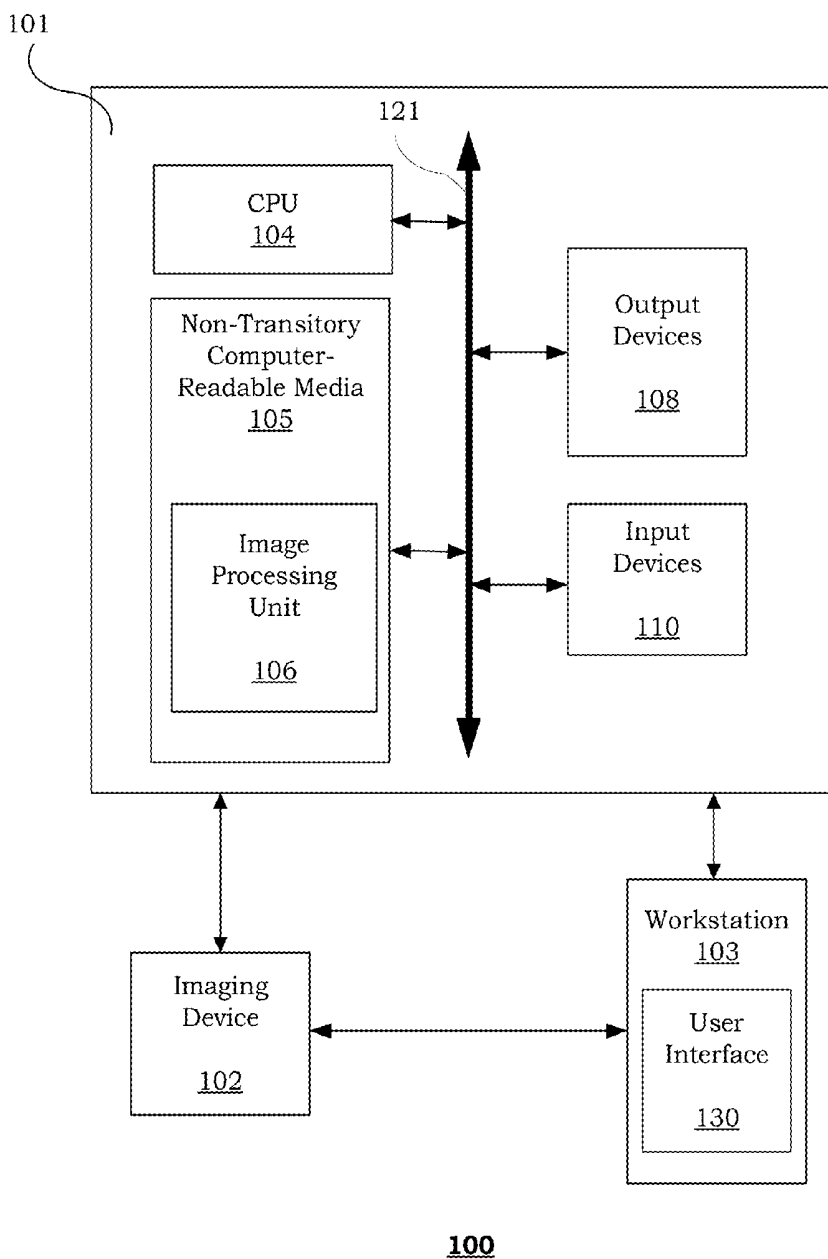 101
121
CPU
104
Non-Transitory
Computer-
Readable Media
105
Image
Processing
Unit
106
Output
Devices
108
Input
Devices
110
Imaging
Device
102
Workstation
103
User
Interface
130
100